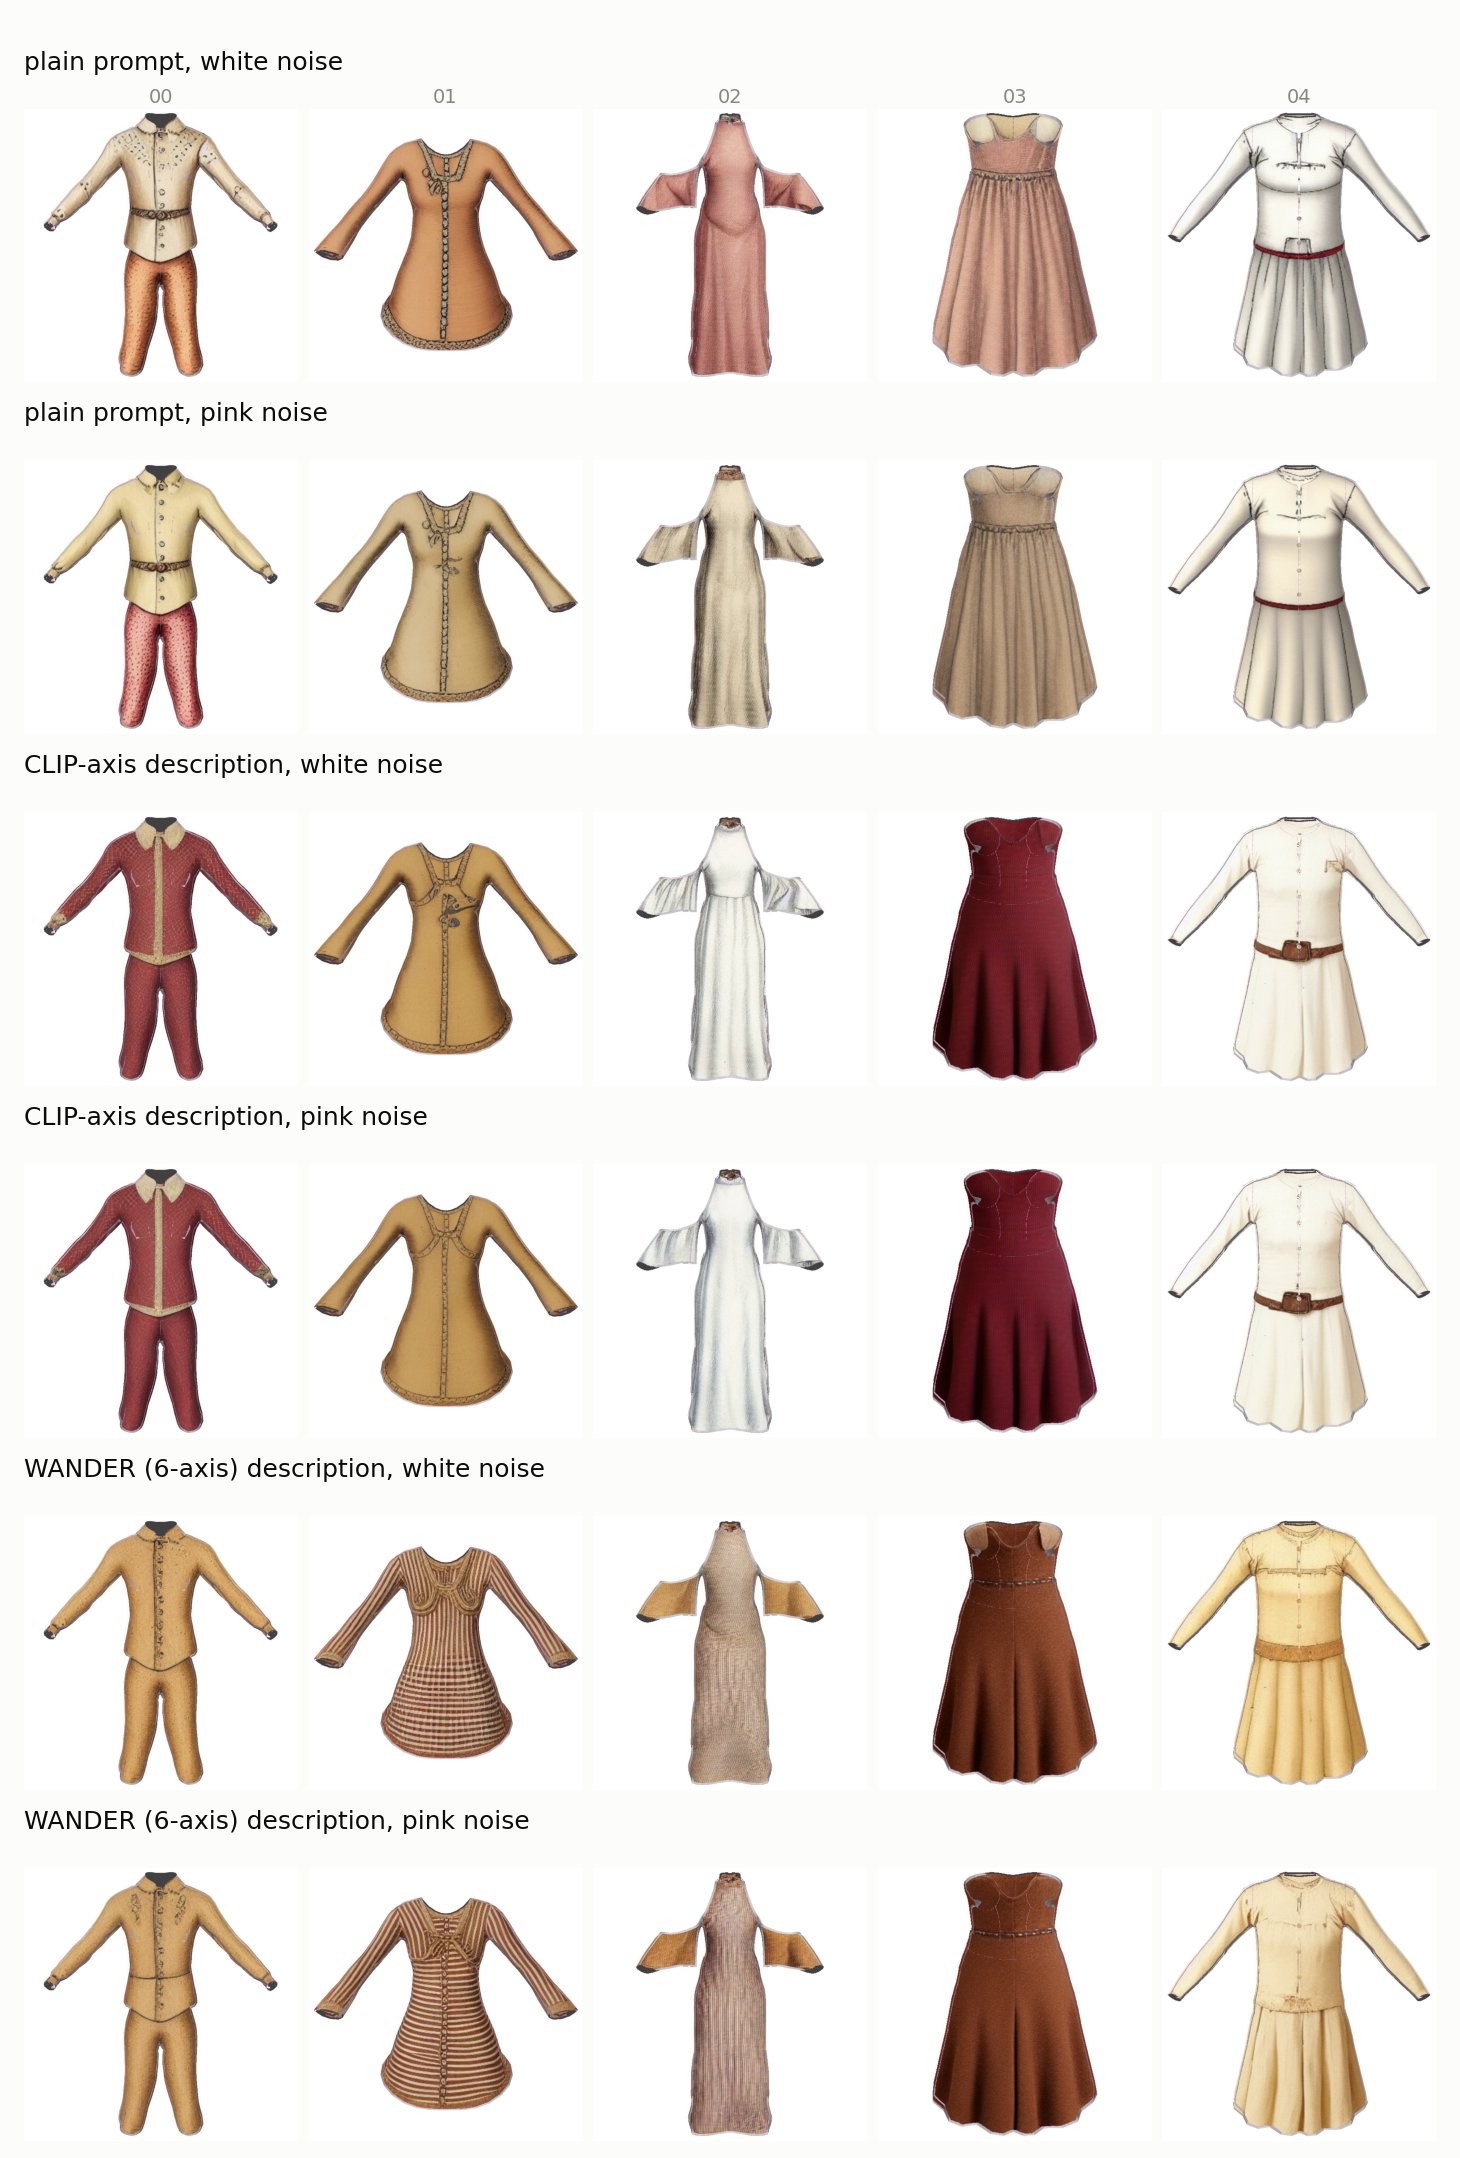 plain prompt, white noise
00 01 02 03 04
plain prompt, pink noise
CLIP-axis description, white noise
CLIP-axis description, pink noise
WANDER (6-axis) description, white noise
WANDER (6-axis) description, pink noise